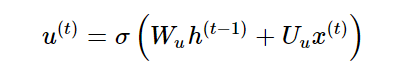 u^{(t)} = σ ( W_u h^{(t−1)} + U_u x^{(t)} )